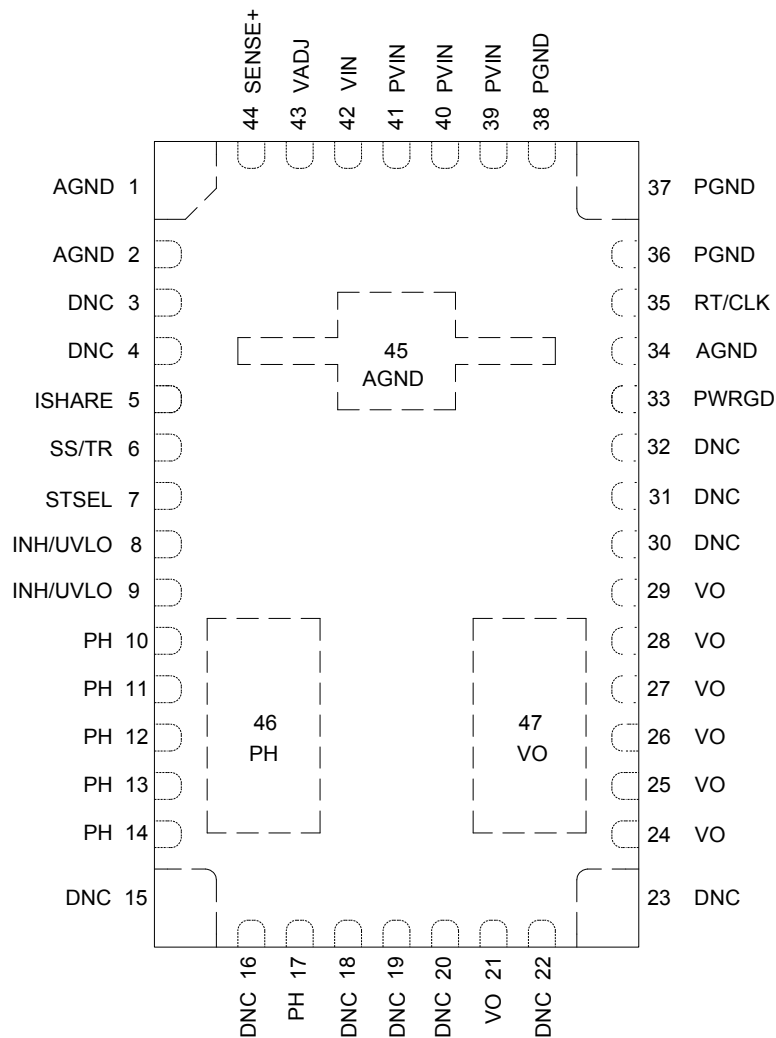 44 SENSE+
43 VADJ
42 VIN
41 PVIN
40 PVIN
39 PVIN
38 PGND
AGND 1
AGND 2
DNC 3
DNC 4
ISHARE 5
SS/TR 6
STSEL 7
INH/UVLO 8
INH/UVLO 9
PH 10
PH 11
PH 12
PH 13
PH 14
DNC 15
45
AGND
46
PH
47
VO
37 PGND
36 PGND
35 RT/CLK
34 AGND
33 PWRGD
32 DNC
31 DNC
30 DNC
29 VO
28 VO
27 VO
26 VO
25 VO
24 VO
23 DNC
DNC 16
PH 17
DNC 18
DNC 19
DNC 20
VO 21
DNC 22